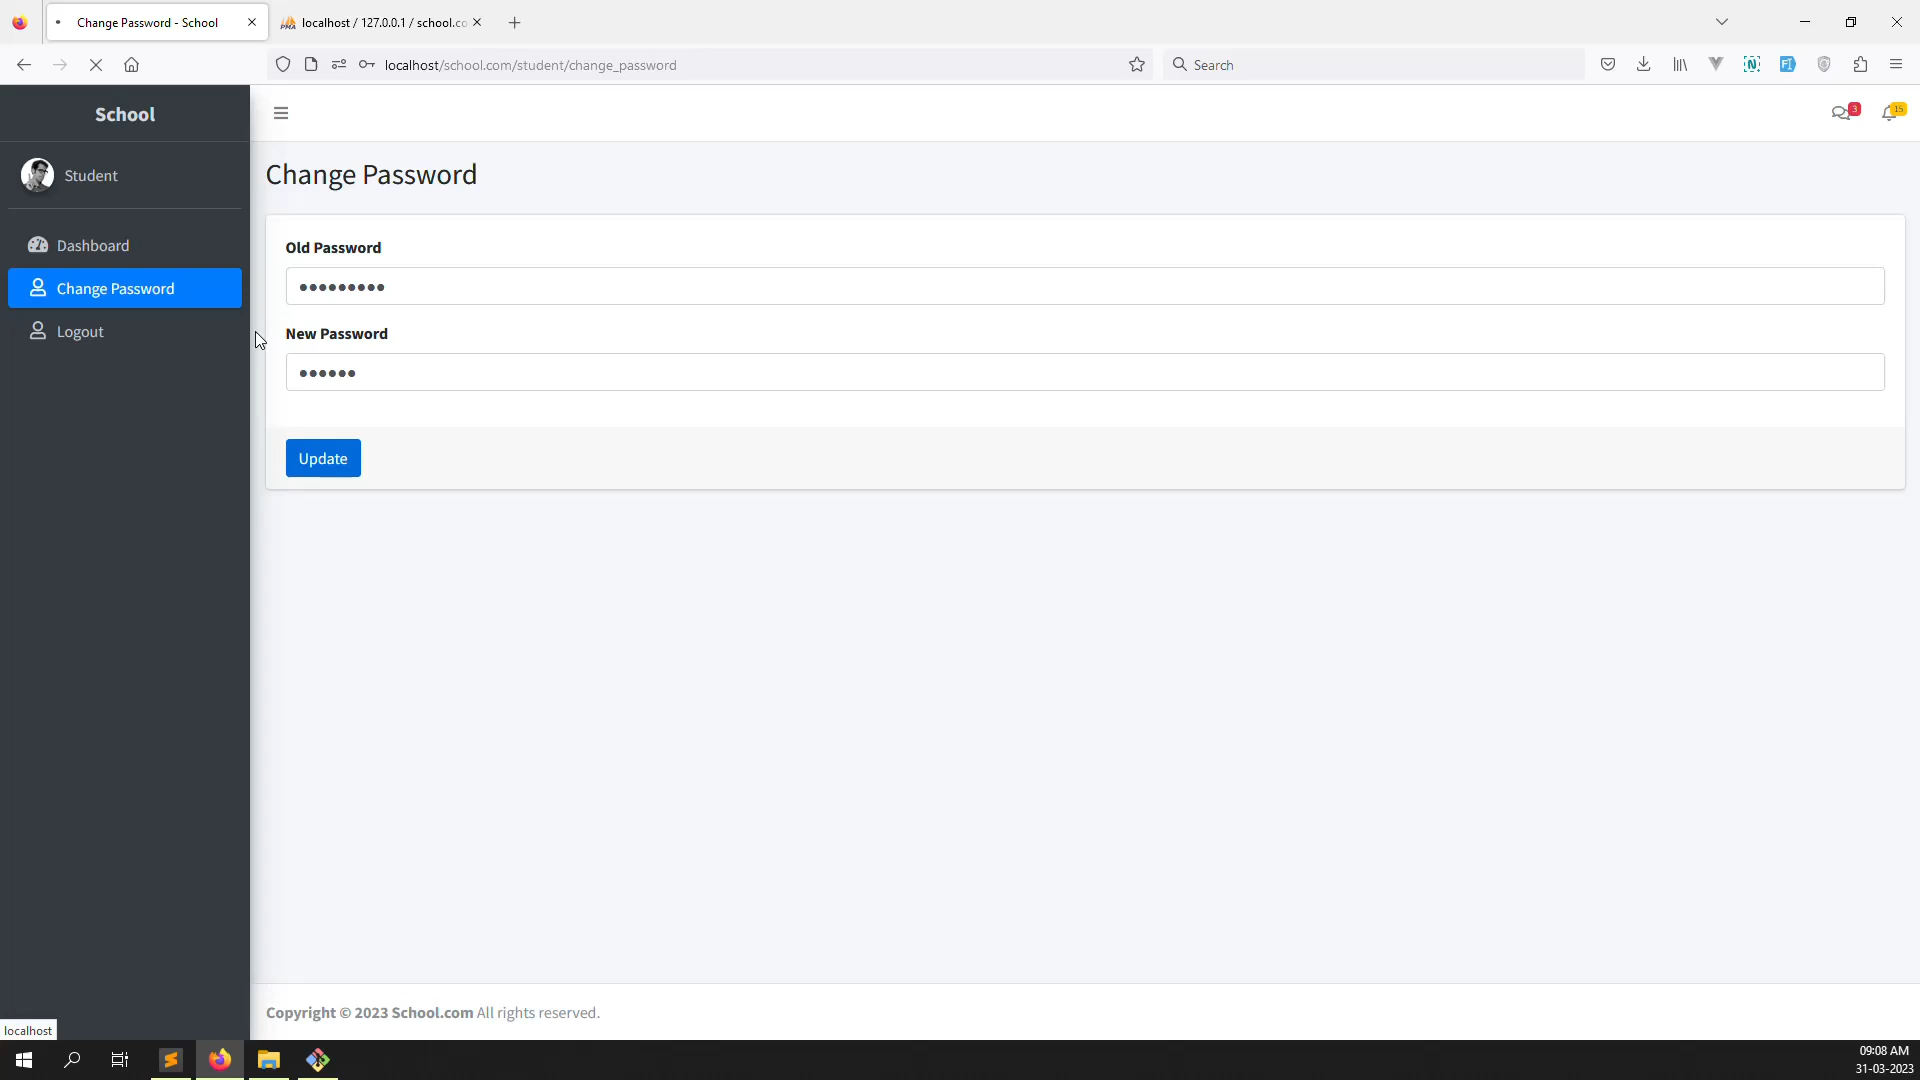 Change Password - School
localhost / 127.0.0.1 / school.co
localhost/school.com/student/change_password
Search
School
3
15
Student
Change Password
Dashboard
Change Password
Logout
Old Password
•••••••••
New Password
••••••
Update
Copyright © 2023 School.com All rights reserved.
localhost
09:08 AM
31-03-2023